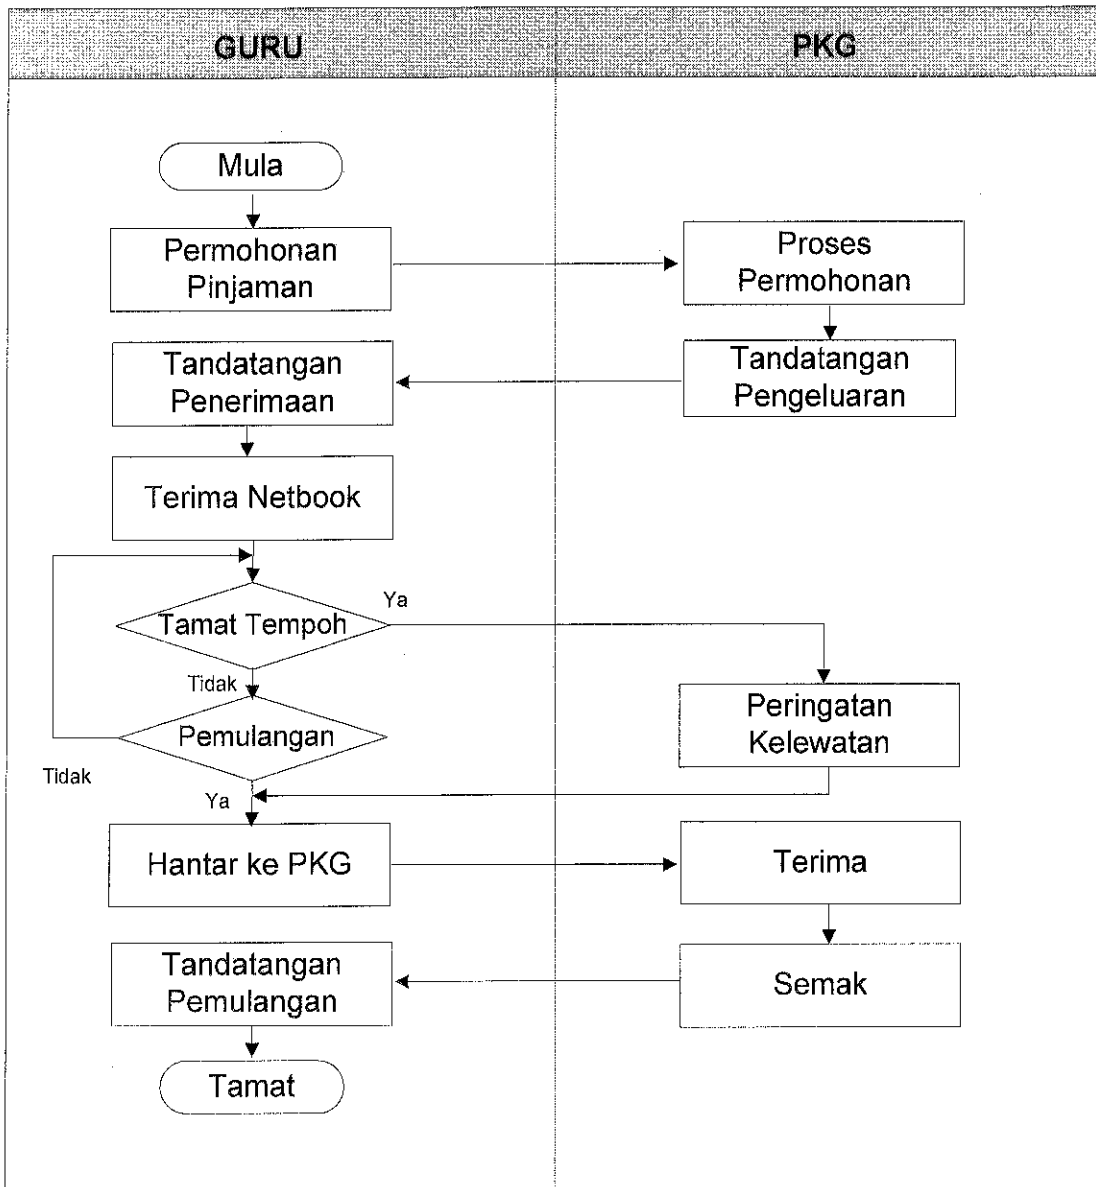 GURU
PKG
Mula
Permohonan
Pinjaman
Proses
Permohonan
Tandatangan
Penerimaan
Tandatangan
Pengeluaran
Terima Netbook
Tamat Tempoh
Ya
Tidak
Pemulangan
Tidak
Ya
Peringatan
Kelewatan
Hantar ke PKG
Terima
Tandatangan
Pemulangan
Semak
Tamat